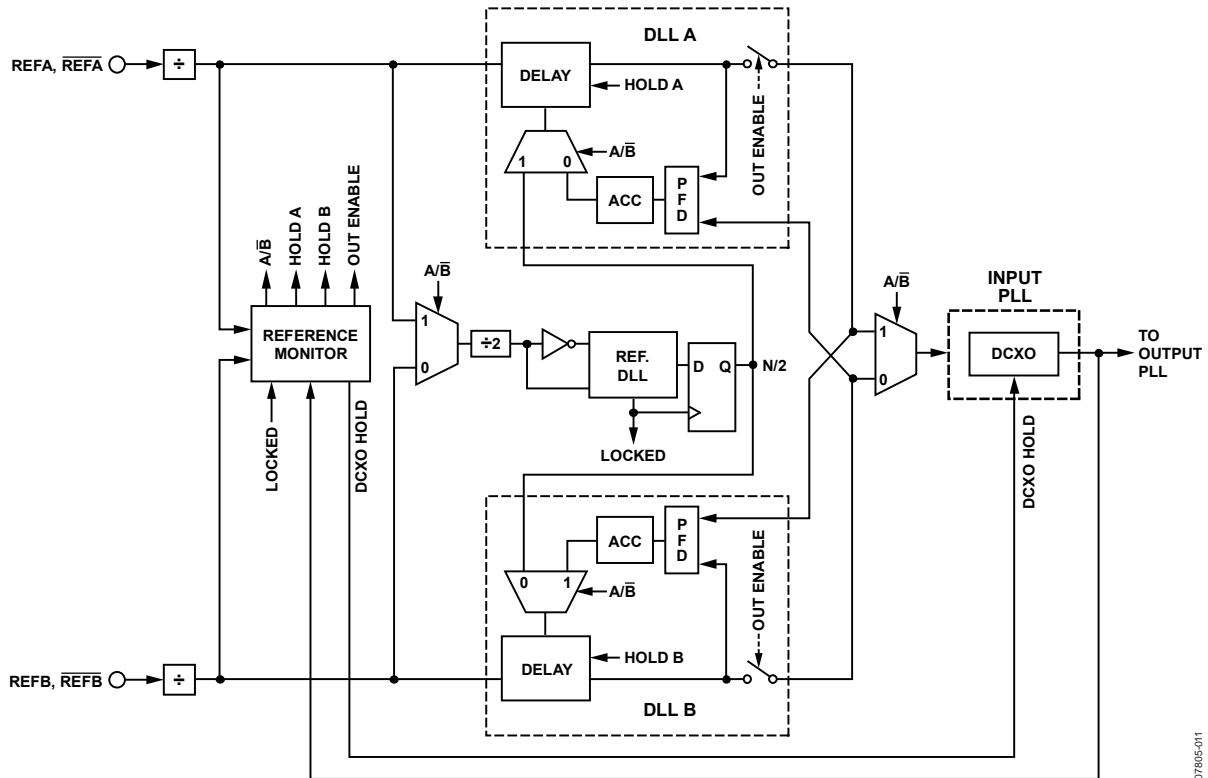 DLL A
REFA, R̅E̅F̅A̅
÷
DELAY
HOLD A
OUT ENABLE
A/B̅
1 0
ACC
PFD
A/B̅
HOLD A
HOLD B
OUT ENABLE
A/B̅
A/B̅
INPUT
PLL
REFERENCE
MONITOR
1
0
÷2
REF.
DLL
D Q
N/2
1
0
DCXO
TO
OUTPUT
PLL
LOCKED
DCXO HOLD
LOCKED
DCXO HOLD
ACC
PFD
OUT ENABLE
0 1
A/B̅
REFB, R̅E̅F̅B̅
÷
DELAY
HOLD B
DLL B
07805-011